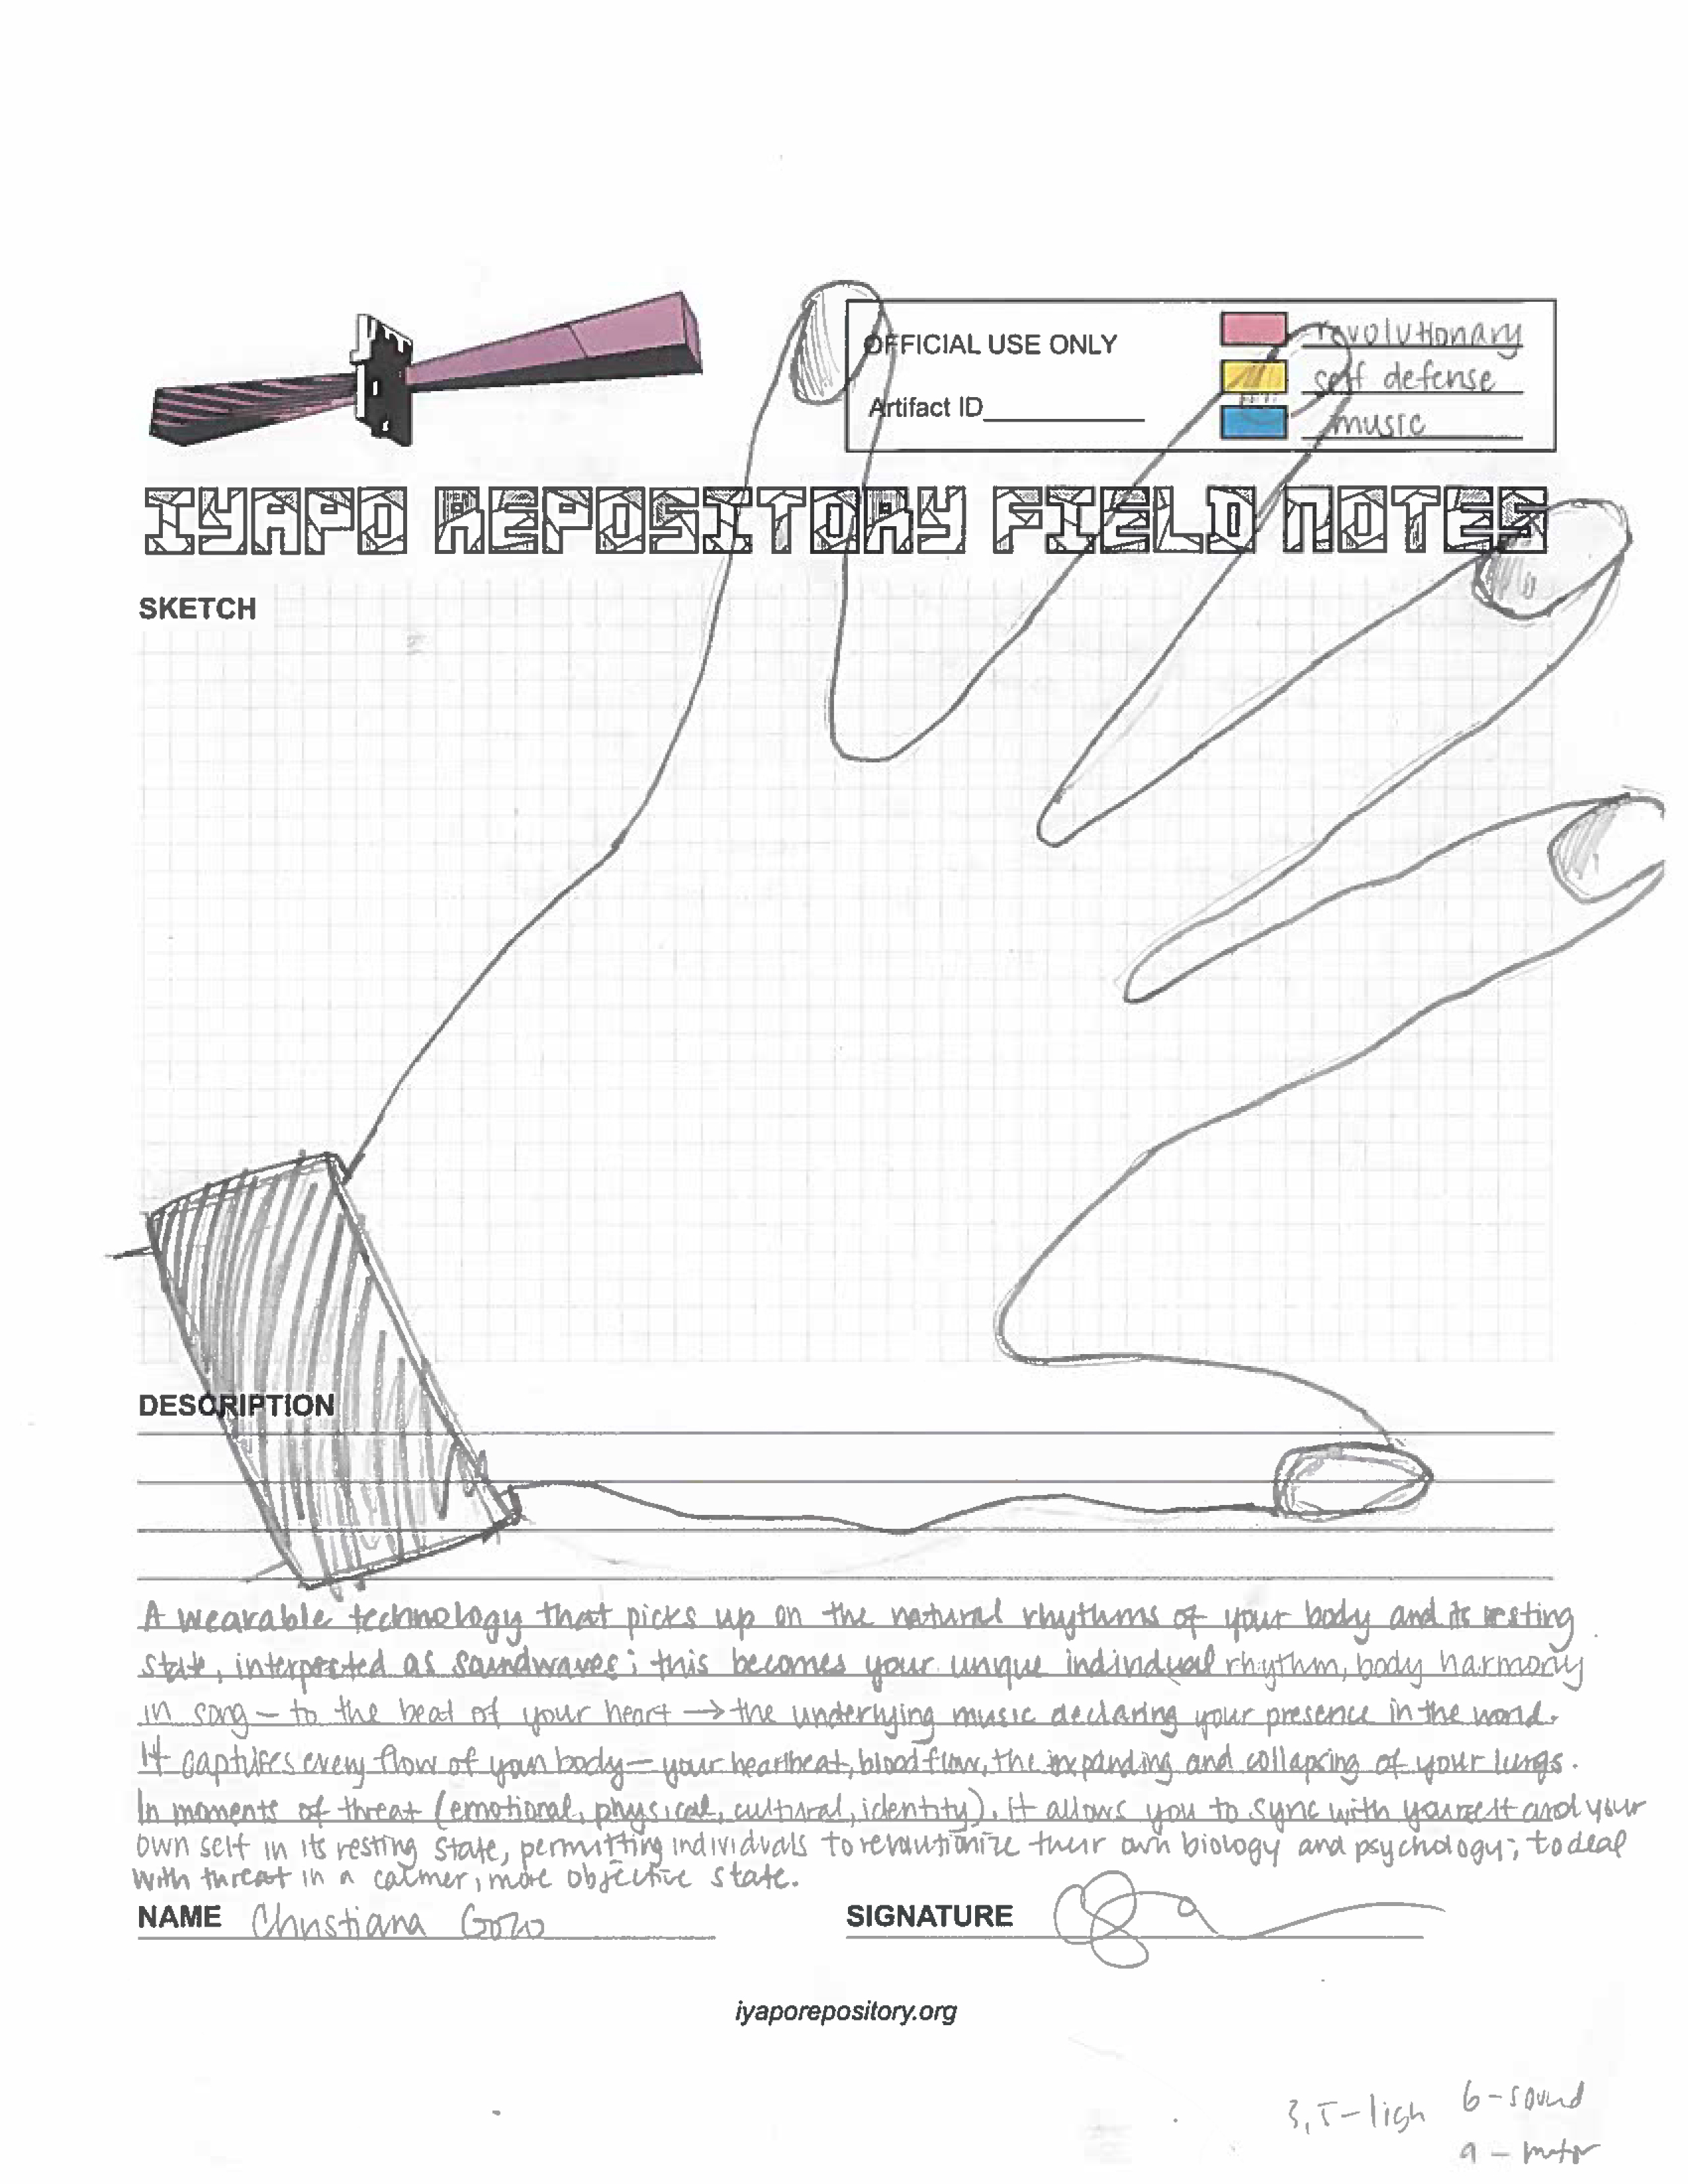 OFFICIAL USE ONLY
Artifact ID
revolutionary
self defense
music
IYAPO REPOSITORY FIELD NOTES
SKETCH
DESCRIPTION
A wearable technology that picks up on the natural rhythms of your body and its resting
state, interpreted as soundwaves; this becomes your unique individual rhythm, body harmony
in song – to the beat of your heart → the underlying music declaring your presence in the world.
It captures every flow of your body – your heartbeat, blood flow, the expanding and collapsing of your lungs.
In moments of threat (emotional, physical, cultural, identity), it allows you to sync with yourself and your
own self in its resting state, permitting individuals to revolutionize their own biology and psychology; to deal
with threat in a calmer, more objective state.
NAME Christiana Gozo
SIGNATURE
iyaporepository.org
3,5-ligh
6-sound
9 - motor